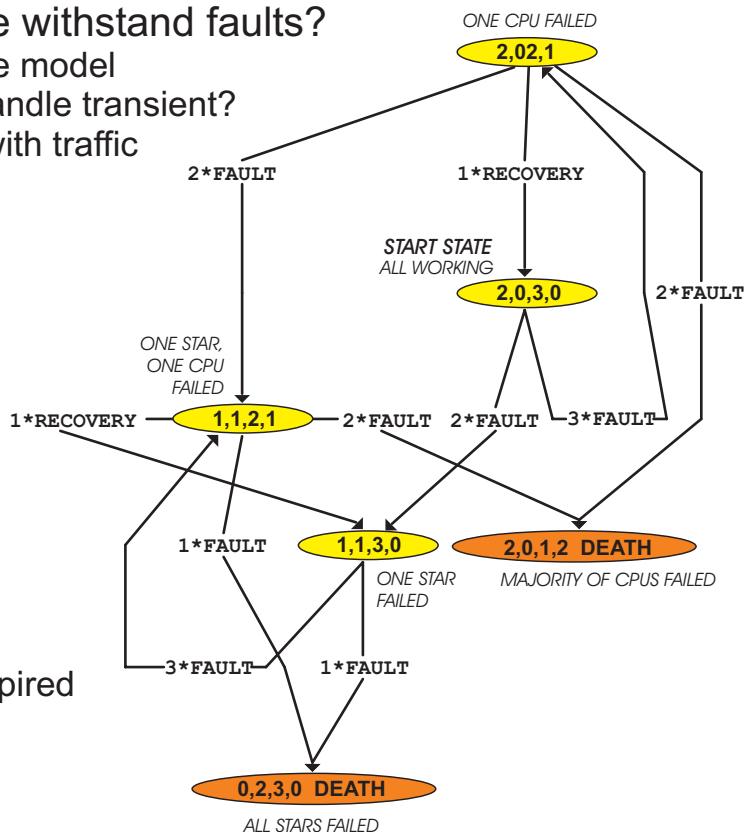 e withstand faults?
e model
andle transient?
with traffic
ONE CPU FAILED
2,02,1
2*FAULT
1*RECOVERY
START STATE
ALL WORKING
2,0,3,0
2*FAULT
ONE STAR,
ONE CPU
FAILED
1*RECOVERY
1,1,2,1
2*FAULT
2*FAULT
3*FAULT
1*FAULT
1,1,3,0
2,0,1,2 DEATH
ONE STAR
FAILED
MAJORITY OF CPUS FAILED
3*FAULT
1*FAULT
pired
0,2,3,0 DEATH
ALL STARS FAILED